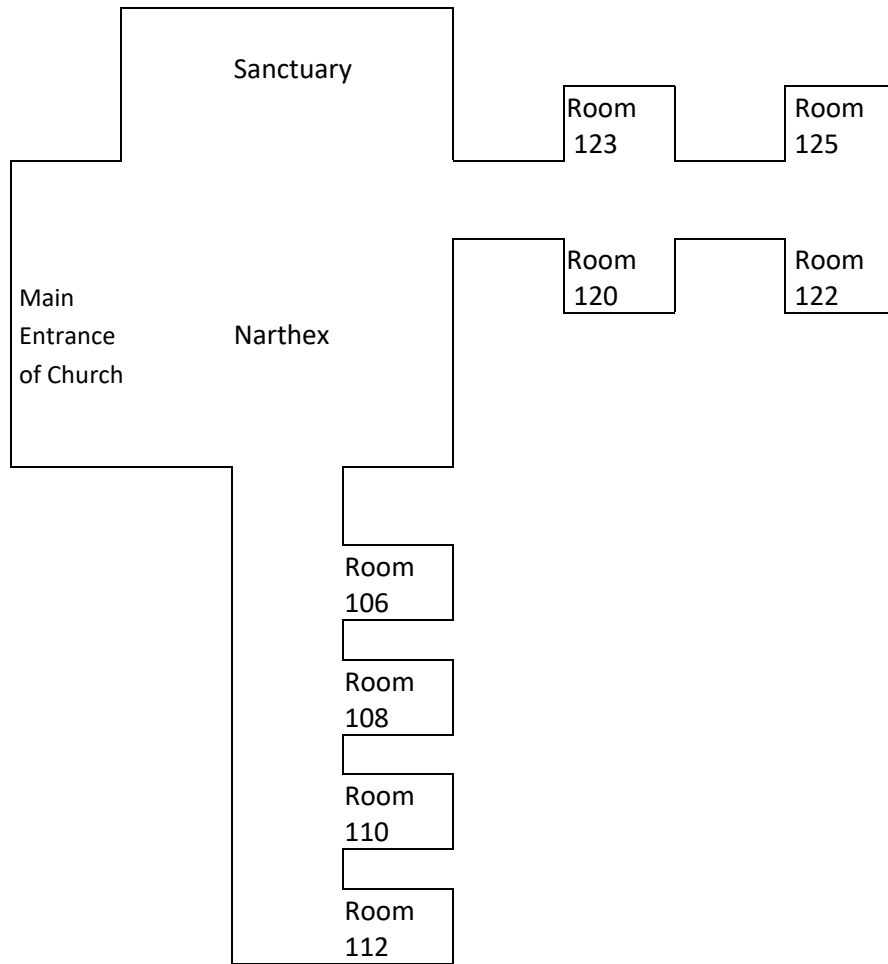 Sanctuary
Room
123
Room
125
Room
120
Room
122
Main
Entrance
of Church
Narthex
Room
106
Room
108
Room
110
Room
112